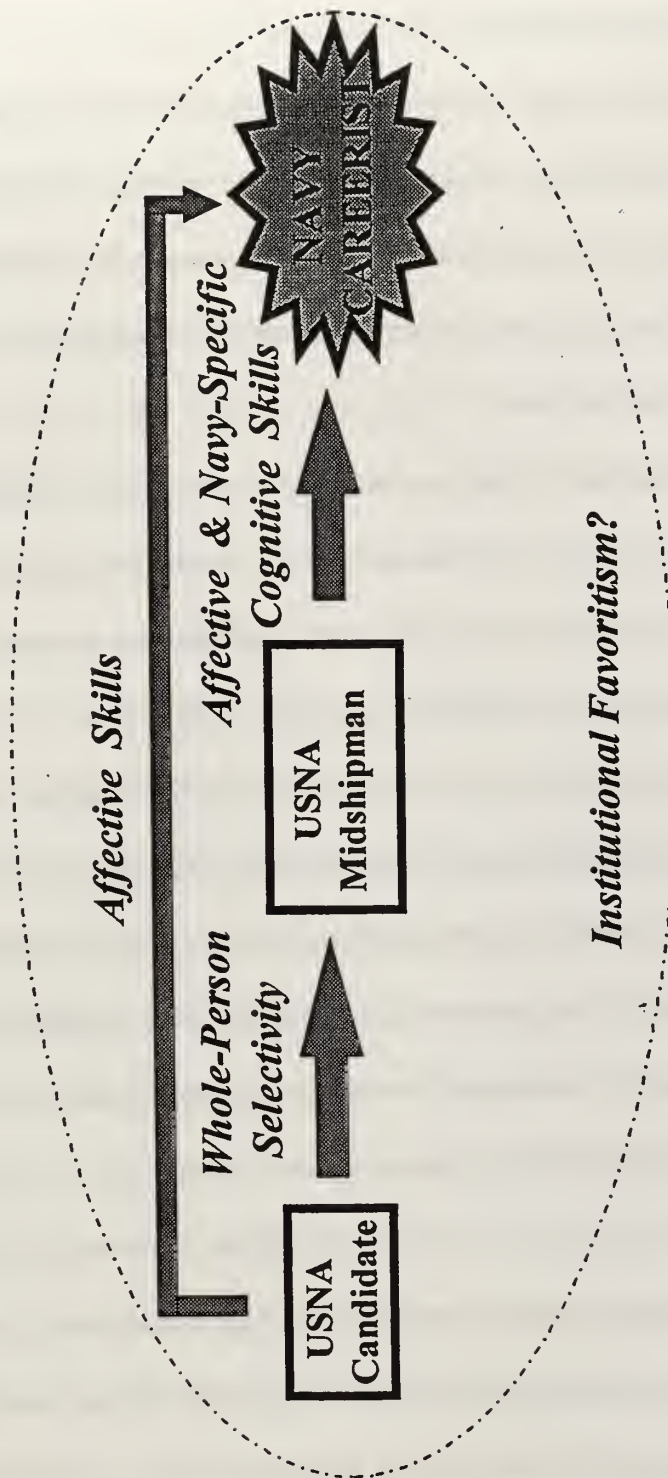 Affective Skills
Whole-Person
Selectivity
Affective & Navy-Specific
Cognitive Skills
USNA
Candidate
USNA
Midshipman
NAVY
CAREERIST
Institutional Favoritism?